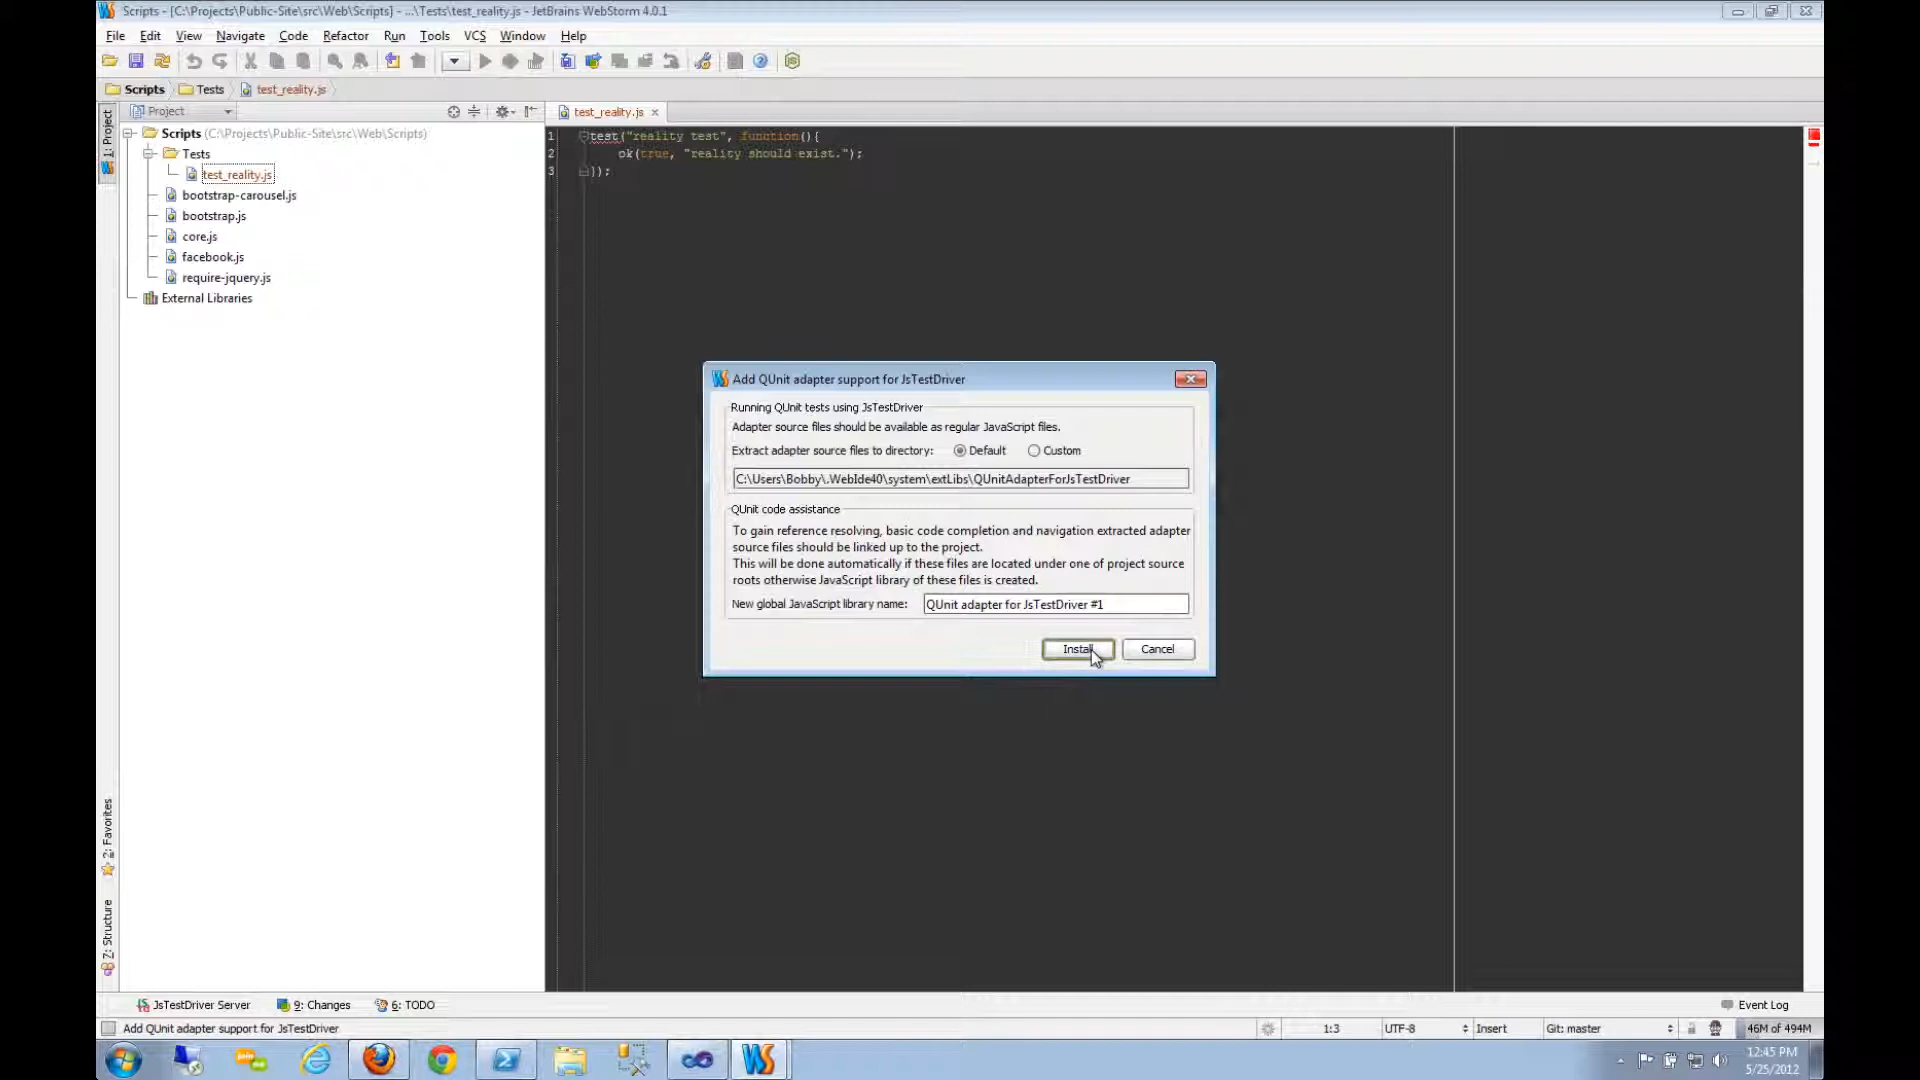 Scripts - [C:\Projects\Public-Site\src\Web\Scripts] - ...\Tests\test_reality.js - JetBrains WebStorm 4.0.1
File Edit View Navigate Code Refactor Run Tools VCS Window Help
Scripts Tests test_reality.js
1: Project
Project
test_reality.js
Scripts (C:\Projects\Public-Site\src\Web\Scripts)
Tests
test_reality.js
bootstrap-carousel.js
bootstrap.js
core.js
facebook.js
require-jquery.js
External Libraries
1 test("reality test", function(){
2 ok(true, "reality should exist.");
3 });
Add QUnit adapter support for JsTestDriver
Running QUnit tests using JsTestDriver
Adapter source files should be available as regular JavaScript files.
Extract adapter source files to directory: Default Custom
C:\Users\Bobby\.WebIde40\system\extLibs\QUnitAdapterForJsTestDriver
QUnit code assistance
To gain reference resolving, basic code completion and navigation extracted adapter
source files should be linked up to the project.
This will be done automatically if these files are located under one of project source
roots otherwise JavaScript library of these files is created.
New global JavaScript library name: QUnit adapter for JsTestDriver #1
Install Cancel
2: Favorites
Z: Structure
JsTestDriver Server 9: Changes 6: TODO Event Log
Add QUnit adapter support for JsTestDriver 1:3 UTF-8 Insert Git: master 46M of 494M
12:45 PM
5/25/2012